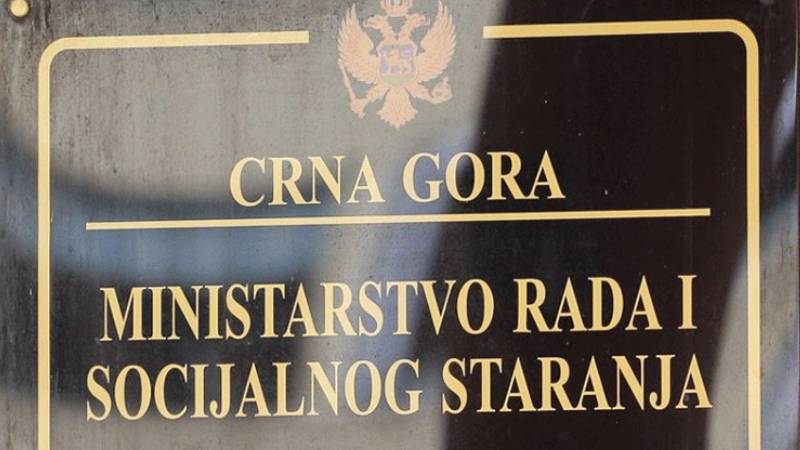 CRNA GORA
MINISTARSTVO RADA I
SOCIJALNOG STARANJA